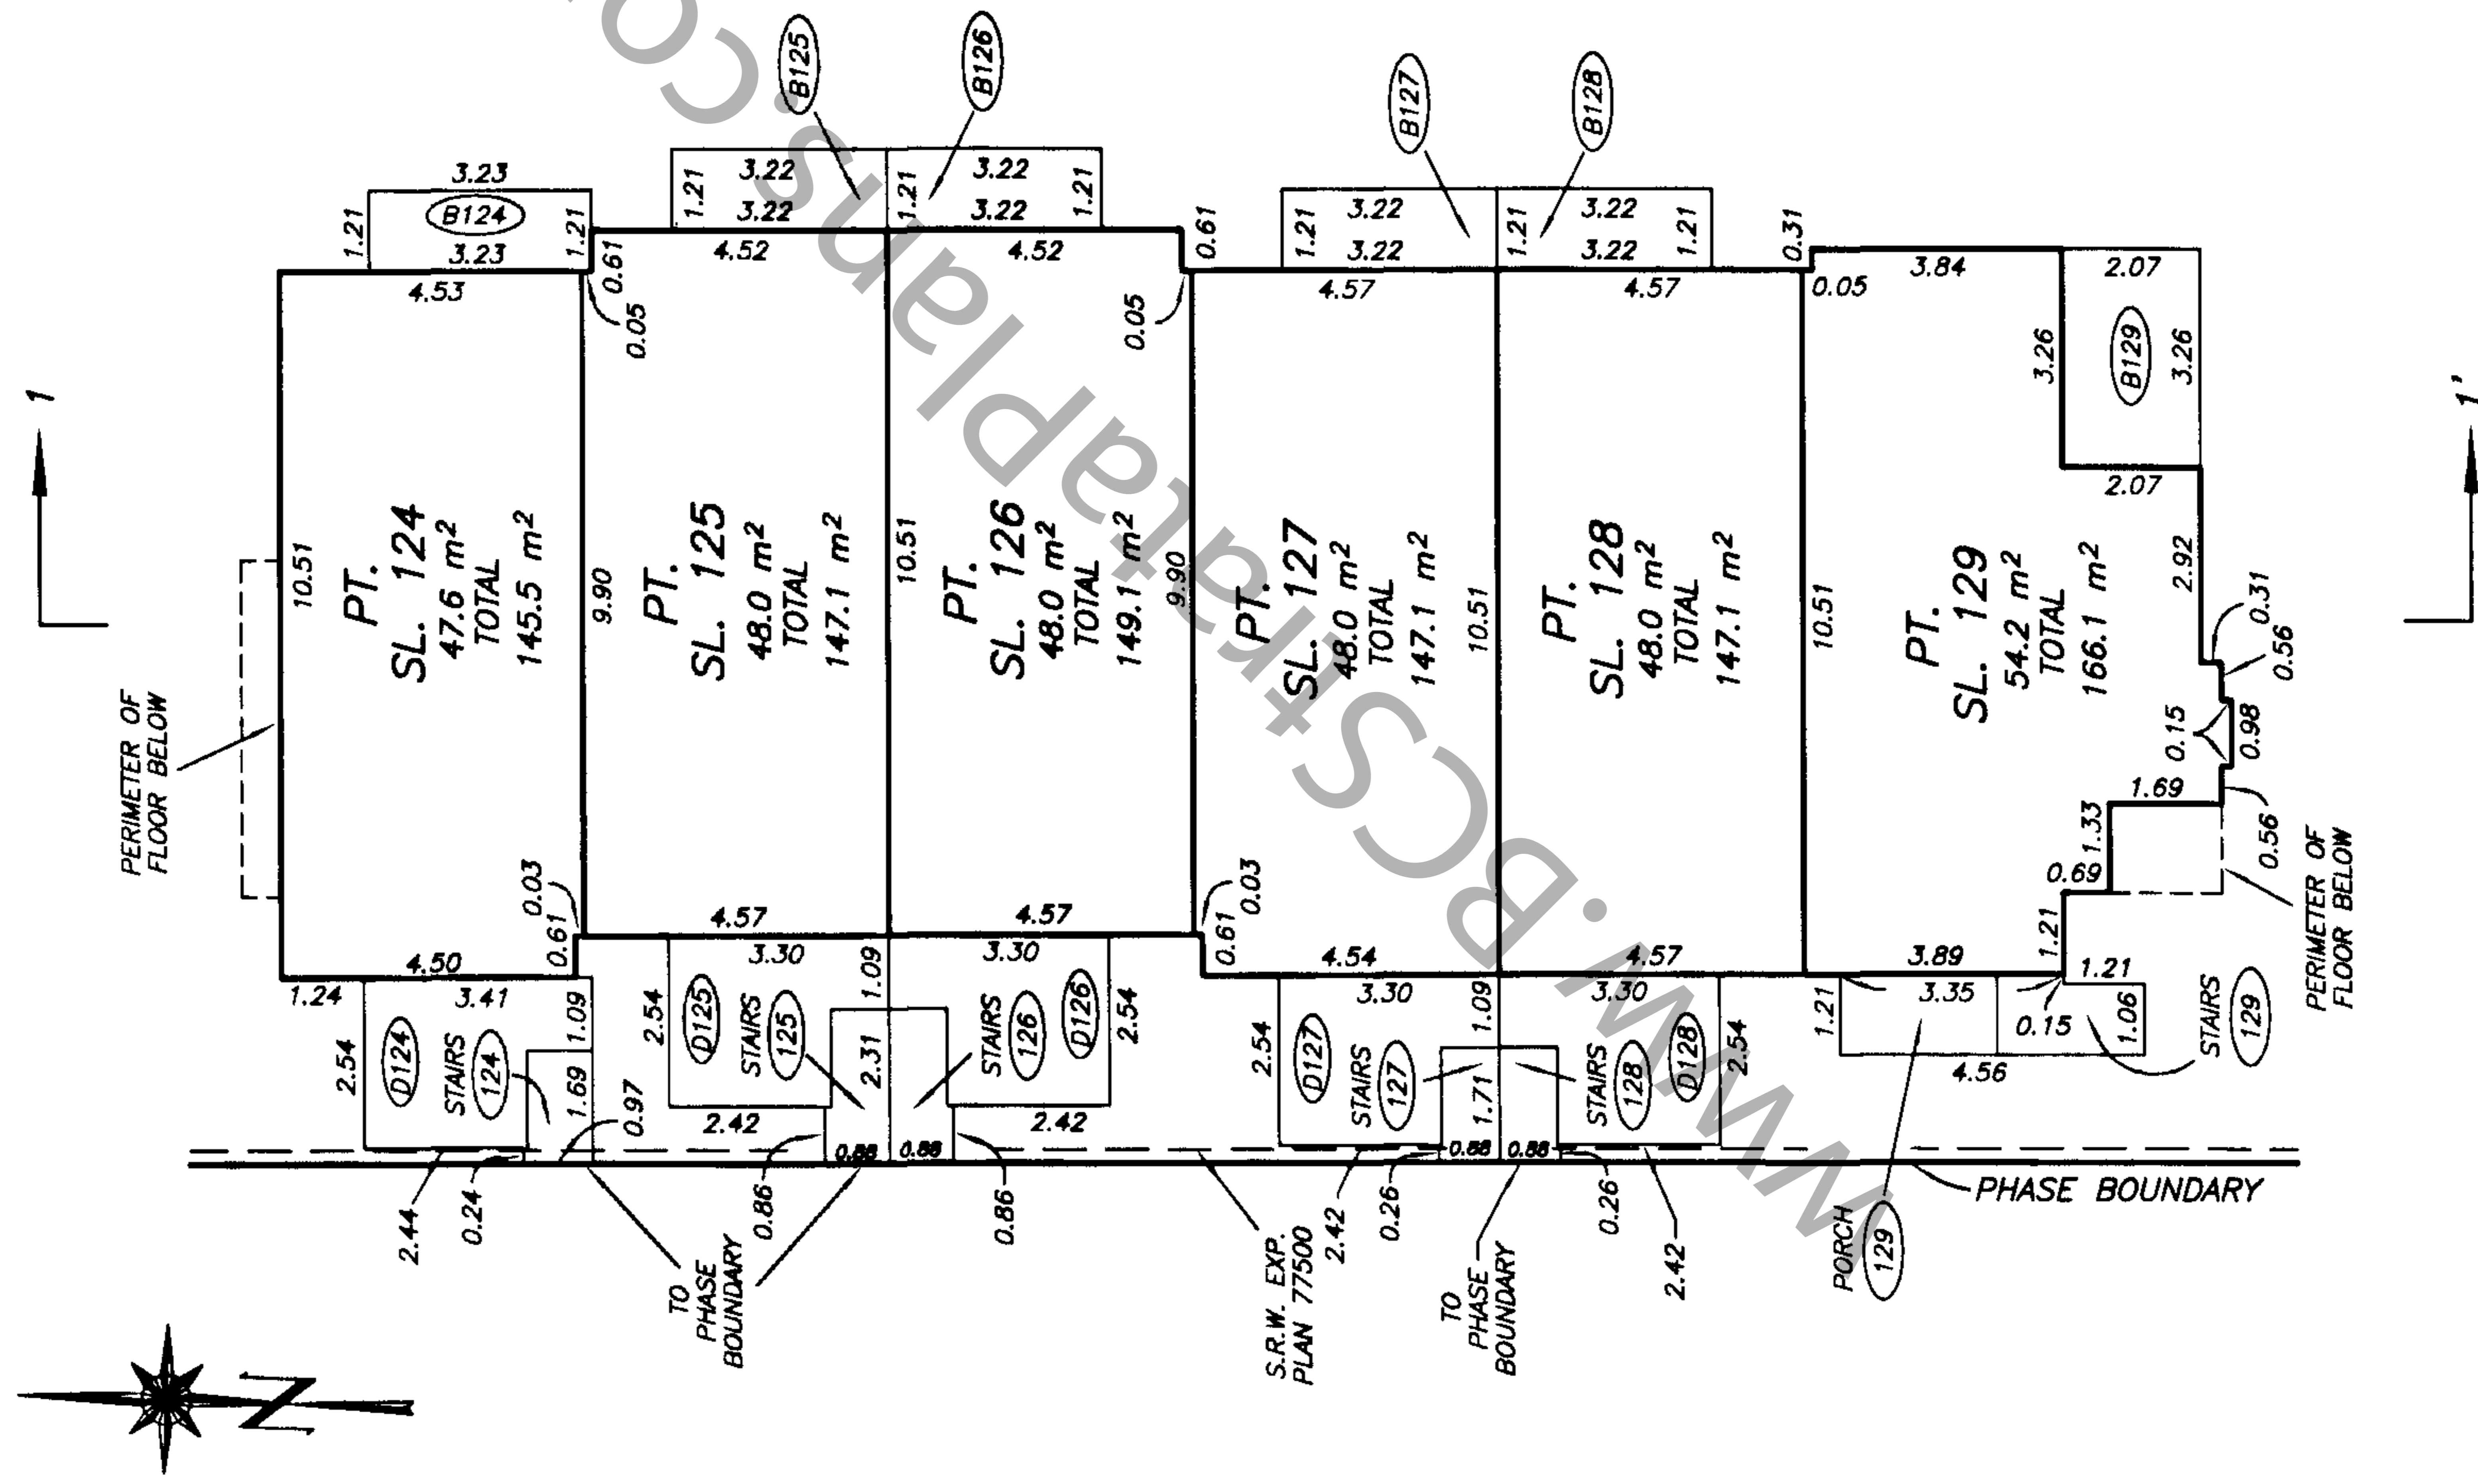 B125
B126
B127
B128
3.23
1.21
B124
1.21
3.23
4.53
0.61
0.05
1.21
3.22
3.22
1.21
3.22
3.22
1.21
4.52
4.52
0.61
0.05
1.21
3.22
3.22
1.21
3.22
3.22
1.21
4.57
4.57
0.31
0.05
3.84
2.07
3.26
B129
3.26
2.07
1
1'
PERIMETER OF
FLOOR BELOW
10.51
PT.
SL. 124
47.6 m²
TOTAL
145.5 m²
9.90
PT.
SL. 125
48.0 m²
TOTAL
147.1 m²
10.51
PT.
SL. 126
48.0 m²
TOTAL
149.1 m²
9.90
PT.
SL. 127
48.0 m²
TOTAL
147.1 m²
10.51
PT.
SL. 128
48.0 m²
TOTAL
147.1 m²
10.51
PT.
SL. 129
54.2 m²
TOTAL
166.1 m²
2.92
0.31
0.56
0.15
0.98
1.69
0.56
1.33
0.69
1.21
PERIMETER OF
FLOOR BELOW
0.03
0.61
4.50
4.57
4.57
0.61
0.03
4.54
4.57
3.89
1.24
3.41
1.09
2.54
D124
STAIRS
124
1.69
0.97
2.44
0.24
3.30
1.09
2.54
D125
STAIRS
125
2.31
2.42
0.86
0.88
0.88
3.30
STAIRS
126
D126
2.54
2.42
0.86
TO
PHASE
BOUNDARY
S.R.W. EXP.
PLAN 77500
3.30
1.09
2.54
D127
STAIRS
127
1.71
2.42
0.26
0.88
0.88
3.30
STAIRS
128
D128
2.54
0.26
2.42
TO
PHASE
BOUNDARY
1.21
3.35
0.15
1.21
1.06
4.56
STAIRS
129
PORCH
129
PHASE BOUNDARY
N
www.BCStrataPlans.co